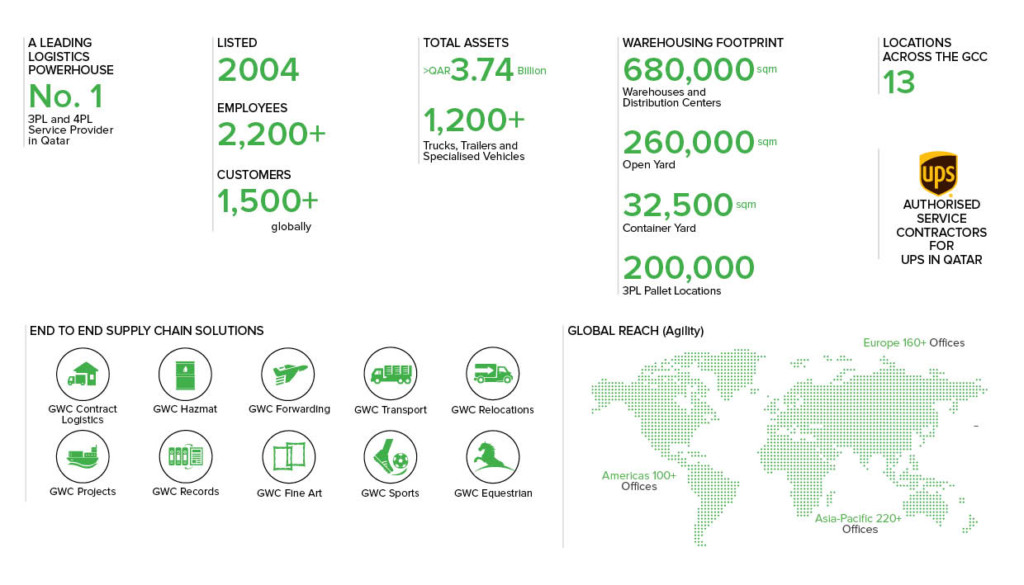 A LEADING
LOGISTICS
POWERHOUSE
No. 1
3PL and 4PL
Service Provider
in Qatar
LISTED
2004
EMPLOYEES
2,200+
CUSTOMERS
1,500+
globally
TOTAL ASSETS
>QAR 3.74 Billion
1,200+
Trucks, Trailers and
Specialised Vehicles
WAREHOUSING FOOTPRINT
680,000 sqm
Warehouses and
Distribution Centers
260,000 sqm
Open Yard
32,500 sqm
Container Yard
200,000
3PL Pallet Locations
LOCATIONS
ACROSS THE GCC
13
ups
AUTHORISED
SERVICE
CONTRACTORS
FOR
UPS IN QATAR
END TO END SUPPLY CHAIN SOLUTIONS
GWC Contract
Logistics
GWC Hazmat
GWC Forwarding
GWC Transport
GWC Relocations
GWC Projects
GWC Records
GWC Fine Art
GWC Sports
GWC Equestrian
GLOBAL REACH (Agility)
Europe 160+ Offices
Americas 100+
Offices
Asia-Pacific 220+
Offices